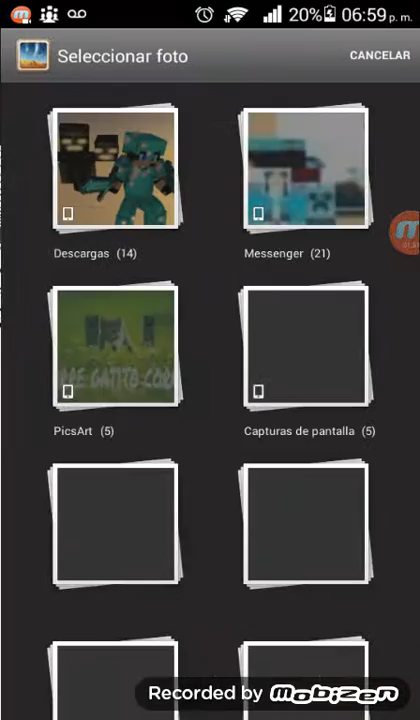 20% 06:59 p. m.
Seleccionar foto
CANCELAR
Descargas (14)
Messenger (21)
PicsArt (5)
Capturas de pantalla (5)
Recorded by mobizen